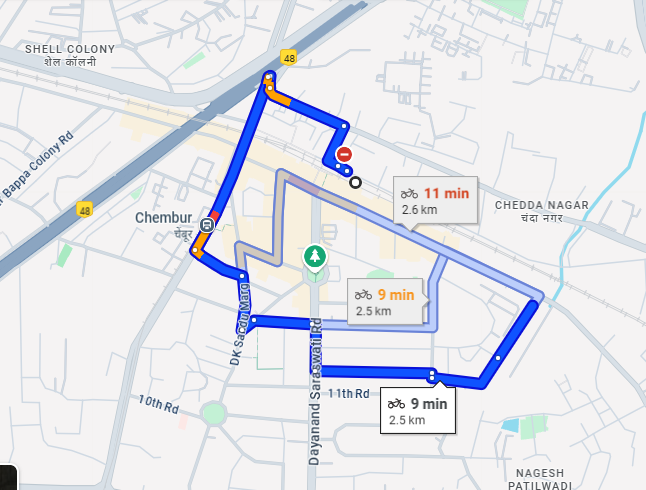 SHELL COLONY
शेल कॉलनी
48
Bappa Colony Rd
48
Chembur
चेंबूर
11 min
2.6 km
CHEDDA NAGAR
चेडा नगर
9 min
2.5 km
DK Sandu Marg
Dayanand Saraswati Rd
10th Rd
11th Rd
9 min
2.5 km
NAGESH
PATILWADI